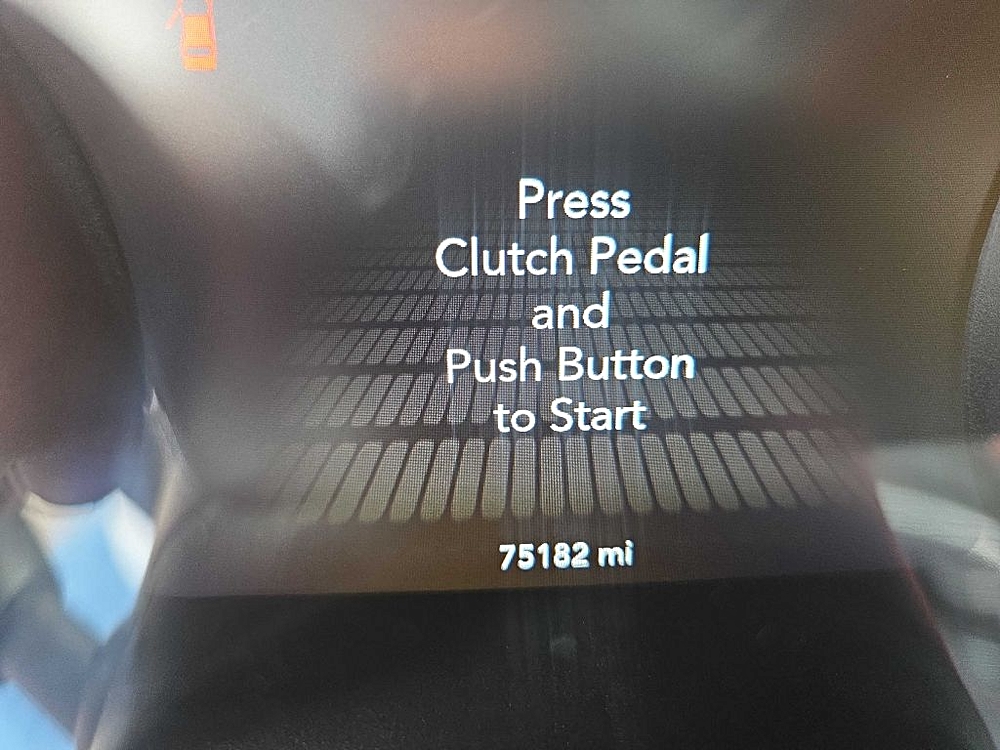 Press
Clutch Pedal
and
Push Button
to Start
75182 mi